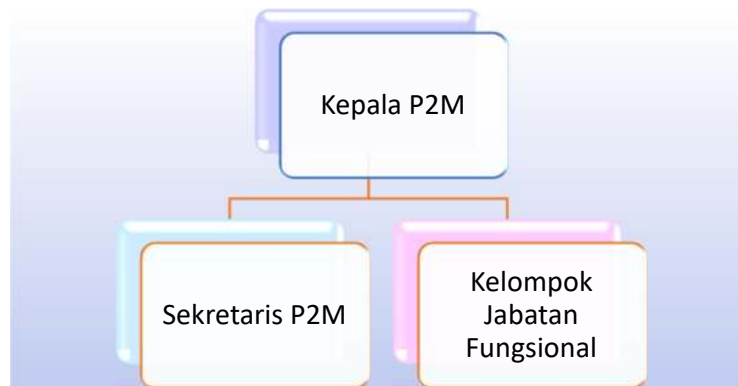 Kepala P2M
Sekretaris P2M
Kelompok
Jabatan
Fungsional